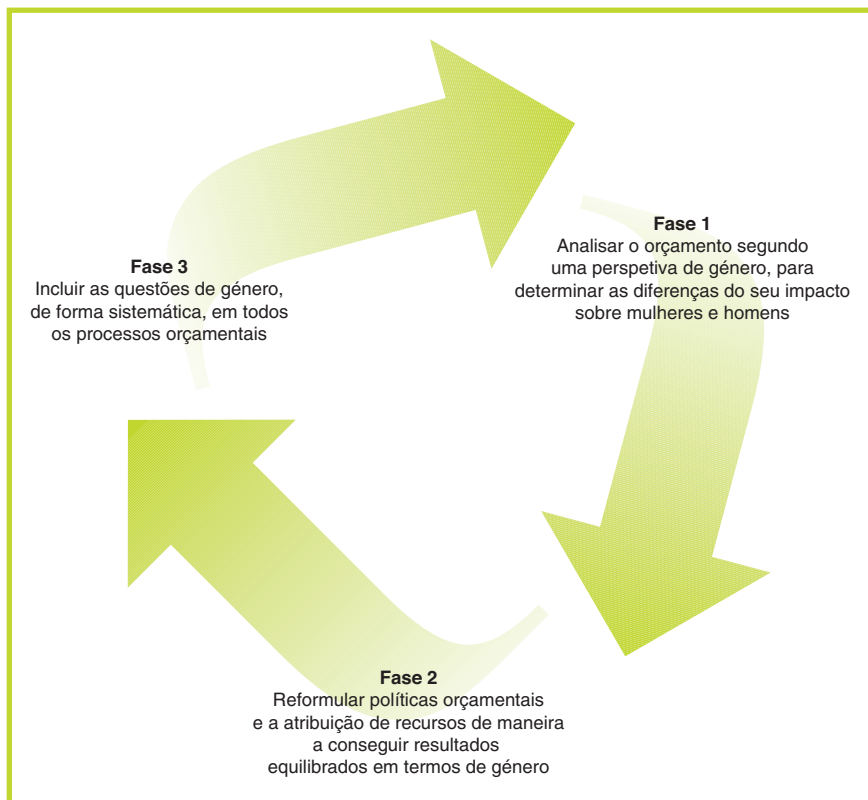 Fase 1
Analisar o orçamento segundo
uma perspetiva de género, para
determinar as diferenças do seu impacto
sobre mulheres e homens
Fase 2
Reformular políticas orçamentais
e a atribuição de recursos de maneira
a conseguir resultados
equilibrados em termos de género
Fase 3
Incluir as questões de género,
de forma sistemática, em todos
os processos orçamentais